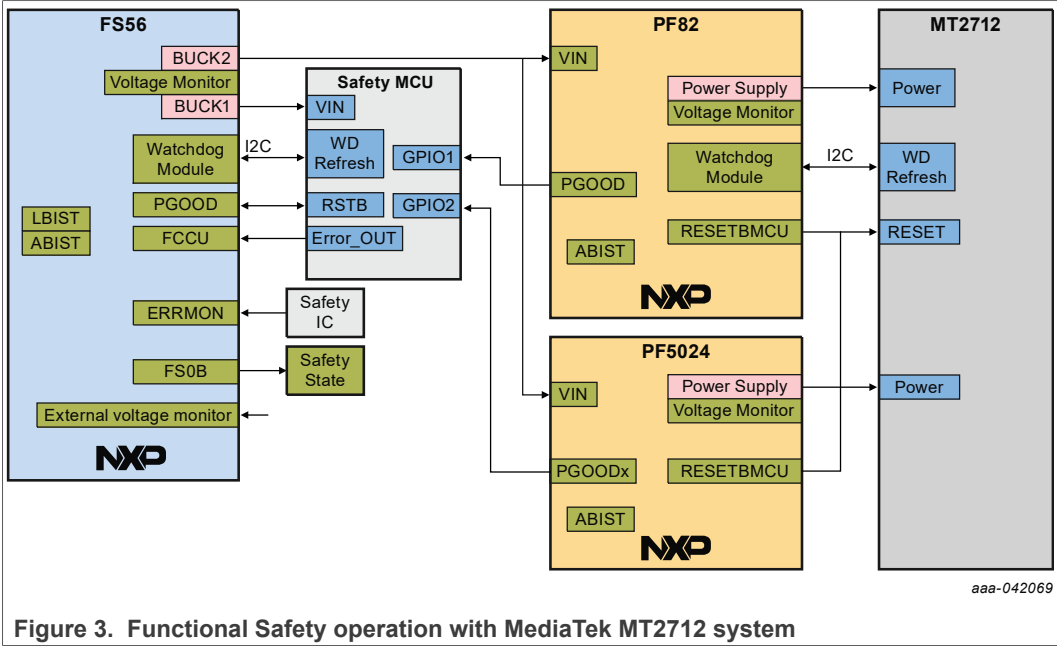 FS56
BUCK2
Voltage Monitor
BUCK1
Watchdog
Module
I2C
PGOOD
LBIST
ABIST
FCCU
ERRMON
FS0B
External voltage monitor
NXP
Safety MCU
VIN
WD
Refresh
GPIO1
RSTB
GPIO2
Error_OUT
Safety
IC
Safety
State
PF82
VIN
Power Supply
Voltage Monitor
Watchdog
Module
I2C
PGOOD
RESETBMCU
ABIST
NXP
PF5024
VIN
Power Supply
Voltage Monitor
PGOODx
RESETBMCU
ABIST
NXP
MT2712
Power
WD
Refresh
RESET
Power
aaa-042069
Figure 3. Functional Safety operation with MediaTek MT2712 system